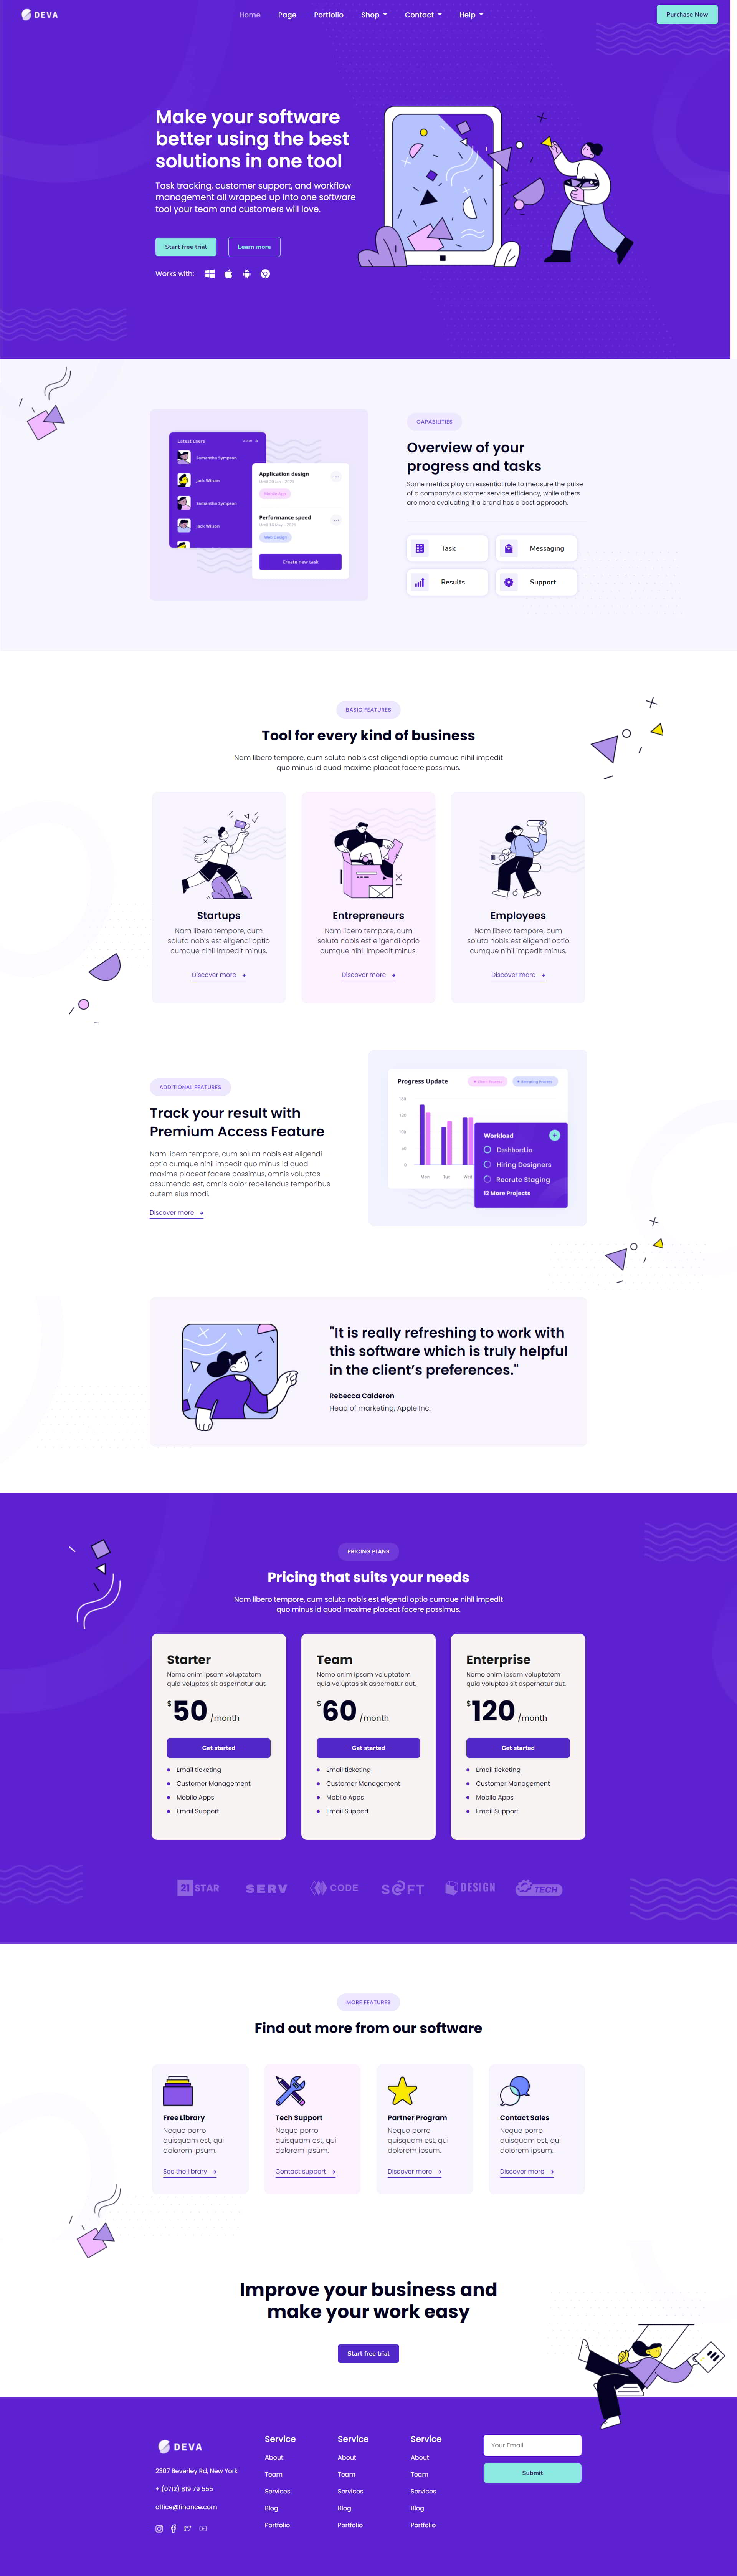 DEVA
Home Page Portfolio Shop Contact Help
Purchase Now
Make your software
better using the best
solutions in one tool
Task tracking, customer support, and workflow
management all wrapped up into one software
tool your team and customers will love.
Start free trial
Learn more
Works with:
Latest users
View
Samantha Sympson
Jack Wilson
Samantha Sympson
Jack Wilson
Application design
Until 20 Jan - 2022
Mobile App
Performance speed
Until 18 May - 2022
Web Design
Create new task
CAPABILITIES
Overview of your
progress and tasks
Some metrics play an essential role to measure the pulse
of a company's customer service efficiency, while others
are more evaluating if a brand has a best approach.
Task
Messaging
Results
Support
BASIC FEATURES
Tool for every kind of business
Nam libero tempore, cum soluta nobis est eligendi optio cumque nihil impedit
quo minus id quod maxime placeat facere possimus.
Startups
Nam libero tempore, cum
soluta nobis est eligendi optio
cumque nihil impedit minus.
Discover more
Entrepreneurs
Nam libero tempore, cum
soluta nobis est eligendi optio
cumque nihil impedit minus.
Discover more
Employees
Nam libero tempore, cum
soluta nobis est eligendi optio
cumque nihil impedit minus.
Discover more
ADDITIONAL FEATURES
Track your result with
Premium Access Feature
Nam libero tempore, cum soluta nobis est eligendi
optio cumque nihil impedit quo minus id quod
maxime placeat facere possimus, omnis voluptas
assumenda est, omnis dolor repellendus temporibus
autem eius modi.
Discover more
Progress Update
180
120
100
50
0
Mon
Tue
Wed
Workload
Dashbord.io
Hiring Designers
Recrute Staging
12 More Projects
"It is really refreshing to work with
this software which is truly helpful
in the client's preferences."
Rebecca Calderon
Head of marketing, Apple Inc.
PRICING PLANS
Pricing that suits your needs
Nam libero tempore, cum soluta nobis est eligendi optio cumque nihil impedit
quo minus id quod maxime placeat facere possimus.
Starter
Nemo enim ipsam voluptatem
quia voluptas sit aspernatur aut.
$50 /month
Get started
Email ticketing
Customer Management
Mobile Apps
Email Support
Team
Nemo enim ipsam voluptatem
quia voluptas sit aspernatur aut.
$60 /month
Get started
Email ticketing
Customer Management
Mobile Apps
Email Support
Enterprise
Nemo enim ipsam voluptatem
quia voluptas sit aspernatur aut.
$120 /month
Get started
Email ticketing
Customer Management
Mobile Apps
Email Support
21 STAR
SERV
CODE
SOFT
DESIGN
TECH
MORE FEATURES
Find out more from our software
Free Library
Neque porro
quisquam est, qui
dolorem ipsum.
See the library
Tech Support
Neque porro
quisquam est, qui
dolorem ipsum.
Contact support
Partner Program
Neque porro
quisquam est, qui
dolorem ipsum.
Discover more
Contact Sales
Neque porro
quisquam est, qui
dolorem ipsum.
Discover more
Improve your business and
make your work easy
Start free trial
DEVA
2307 Beverley Rd, New York
+ (0712) 819 79 555
office@finance.com
Service
About
Team
Services
Blog
Portfolio
Service
About
Team
Services
Blog
Portfolio
Service
About
Team
Services
Blog
Portfolio
Your Email
Submit